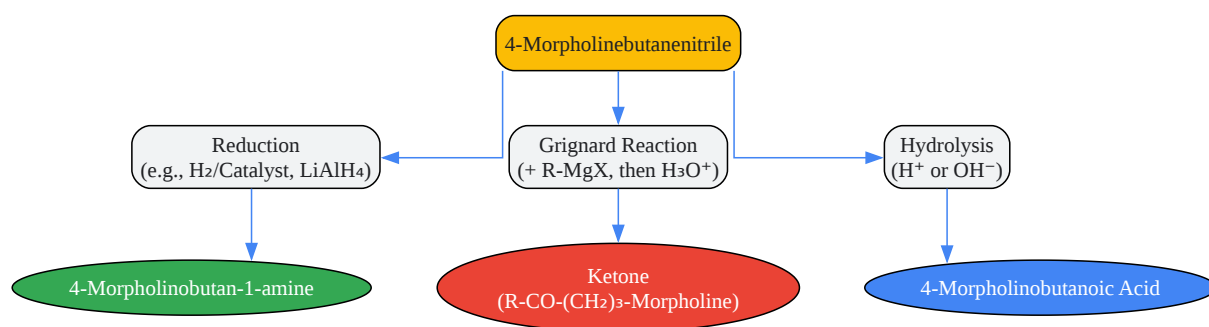 4-Morpholinebutanenitrile
Reduction
(e.g., H₂/Catalyst, LiAlH₄)
Grignard Reaction
(+ R-MgX, then H₃O⁺)
Hydrolysis
(H⁺ or OH⁻)
4-Morpholinobutan-1-amine
Ketone
(R-CO-(CH₂)₃-Morpholine)
4-Morpholinobutanoic Acid